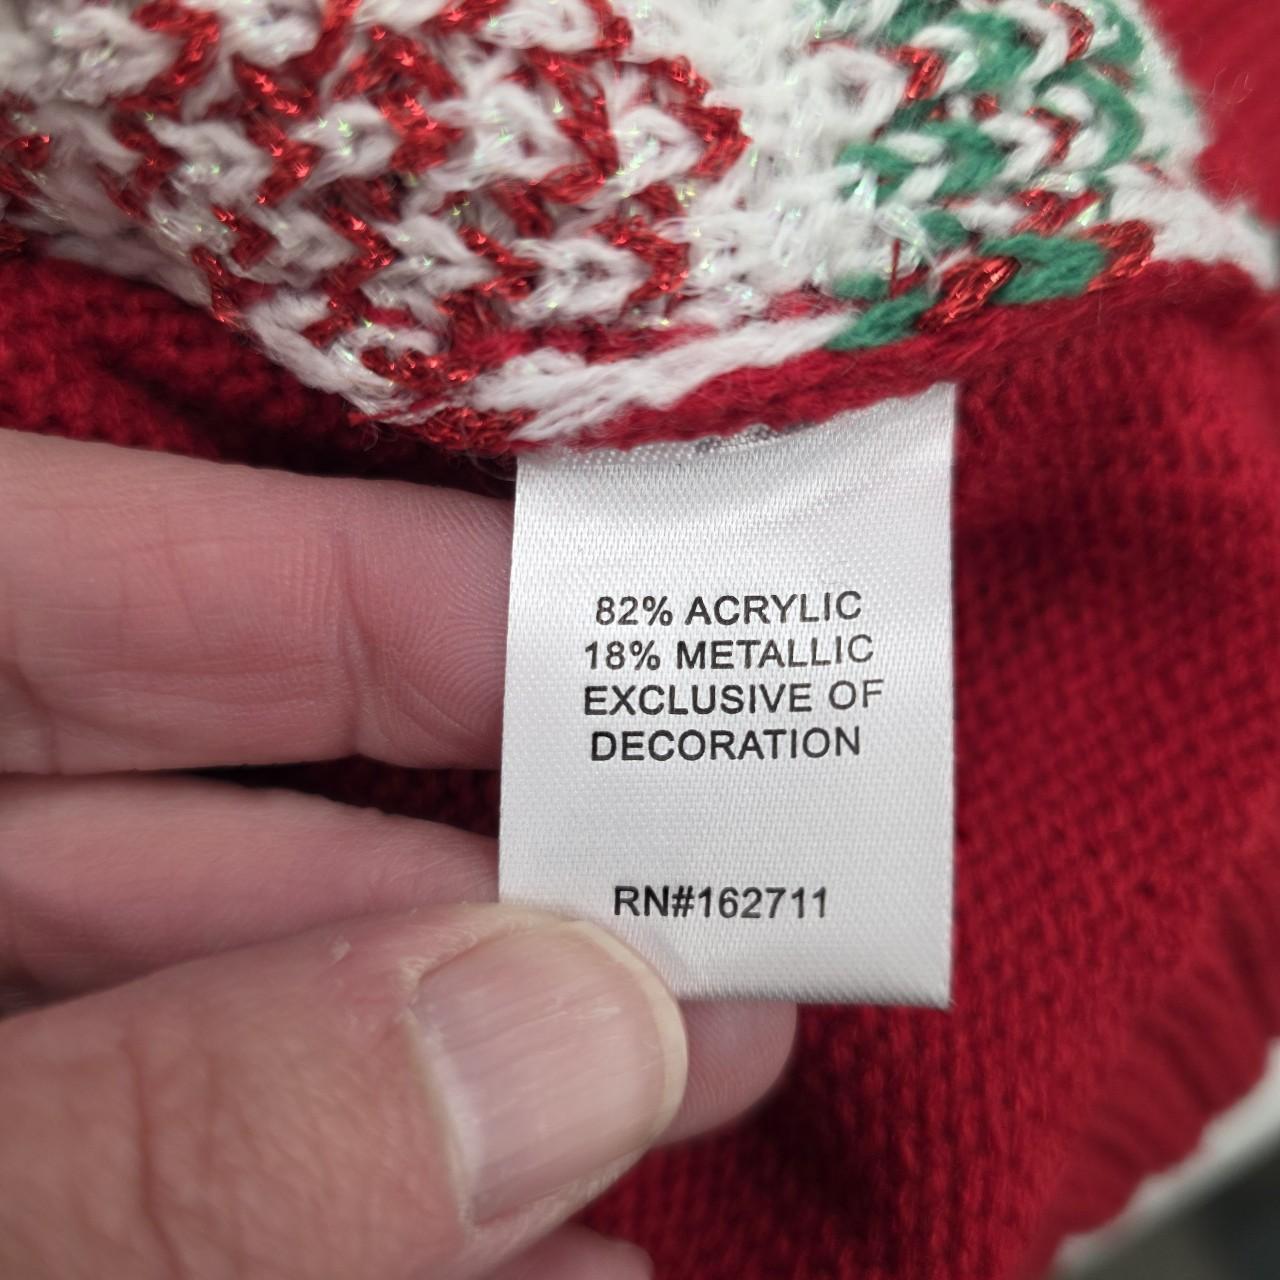 82% ACRYLIC
18% METALLIC
EXCLUSIVE OF
DECORATION
RN#162711